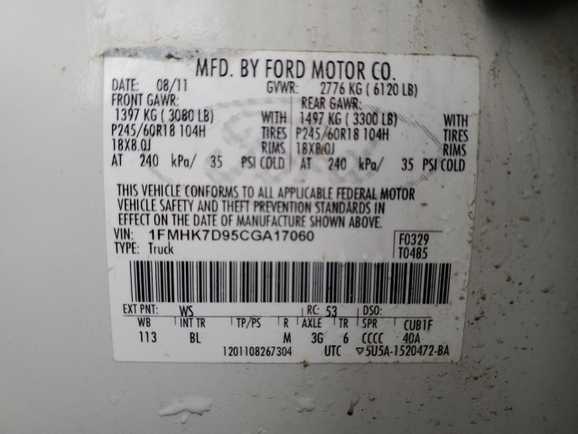 MFD. BY FORD MOTOR CO.
DATE: 08/11 GVWR: 2776 KG ( 6120 LB)
FRONT GAWR: REAR GAWR:
1397 KG ( 3080 LB) WITH 1497 KG ( 3300 LB) WITH
P245/60R18 104H TIRES P245/60R18 104H TIRES
18X8.0J RIMS 18X8.0J RIMS
AT 240 kPa/ 35 PSI COLD AT 240 kPa/ 35 PSI COLD
THIS VEHICLE CONFORMS TO ALL APPLICABLE FEDERAL MOTOR
VEHICLE SAFETY AND THEFT PREVENTION STANDARDS IN
EFFECT ON THE DATE OF MANUFACTURE SHOWN ABOVE.
VIN: 1FMHK7D95CGA17060 F0329
TYPE: Truck T0485
EXT PNT: WS RC: 53 DSO:
WB INT TR TP/PS R AXLE TR SPR CUB1F
113 BL M 3G 6 CCCC 40A
1201108267304 UTC ▽5U5A-1520472-BA